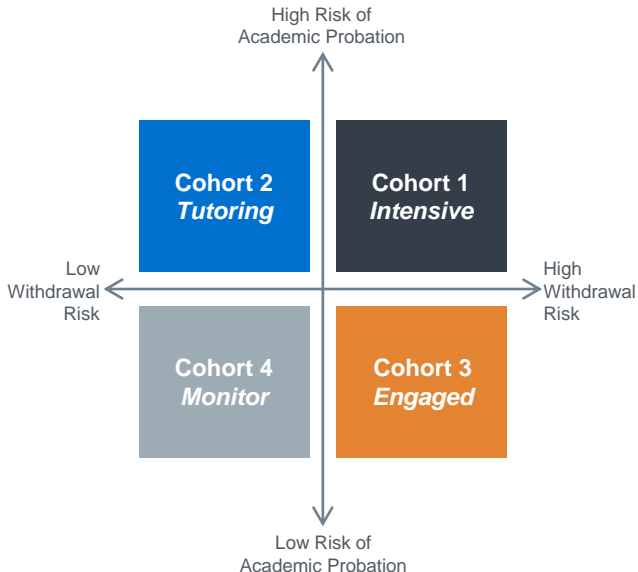 High Risk of
Academic Probation
Cohort 2
Tutoring
Cohort 1
Intensive
Low
Withdrawal
Risk
High
Withdrawal
Risk
Cohort 4
Monitor
Cohort 3
Engaged
Low Risk of
Academic Probation